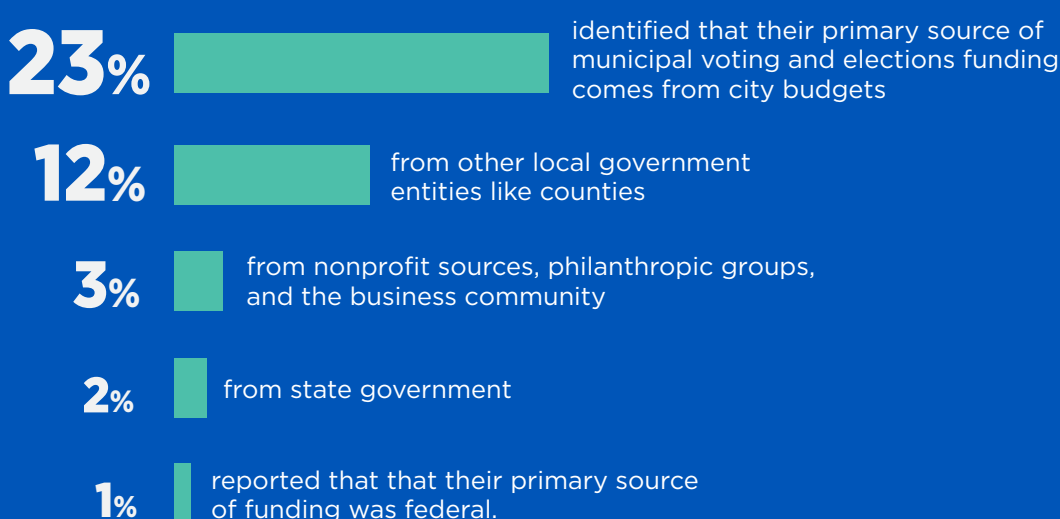 23%
identified that their primary source of
municipal voting and elections funding
comes from city budgets
12%
from other local government
entities like counties
3%
from nonprofit sources, philanthropic groups,
and the business community
2%
from state government
1%
reported that that their primary source
of funding was federal.